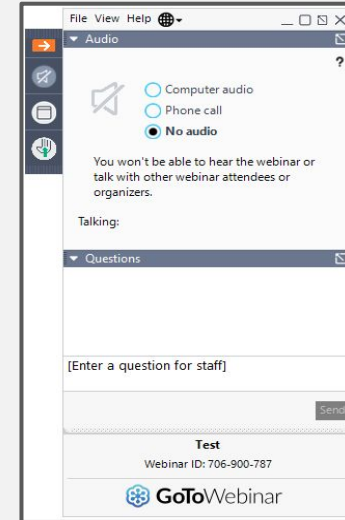 File View Help
Audio
?
Computer audio
Phone call
No audio
You won't be able to hear the webinar or
talk with other webinar attendees or
organizers.
Talking:
Questions
[Enter a question for staff]
Send
Test
Webinar ID: 706-900-787
GoToWebinar